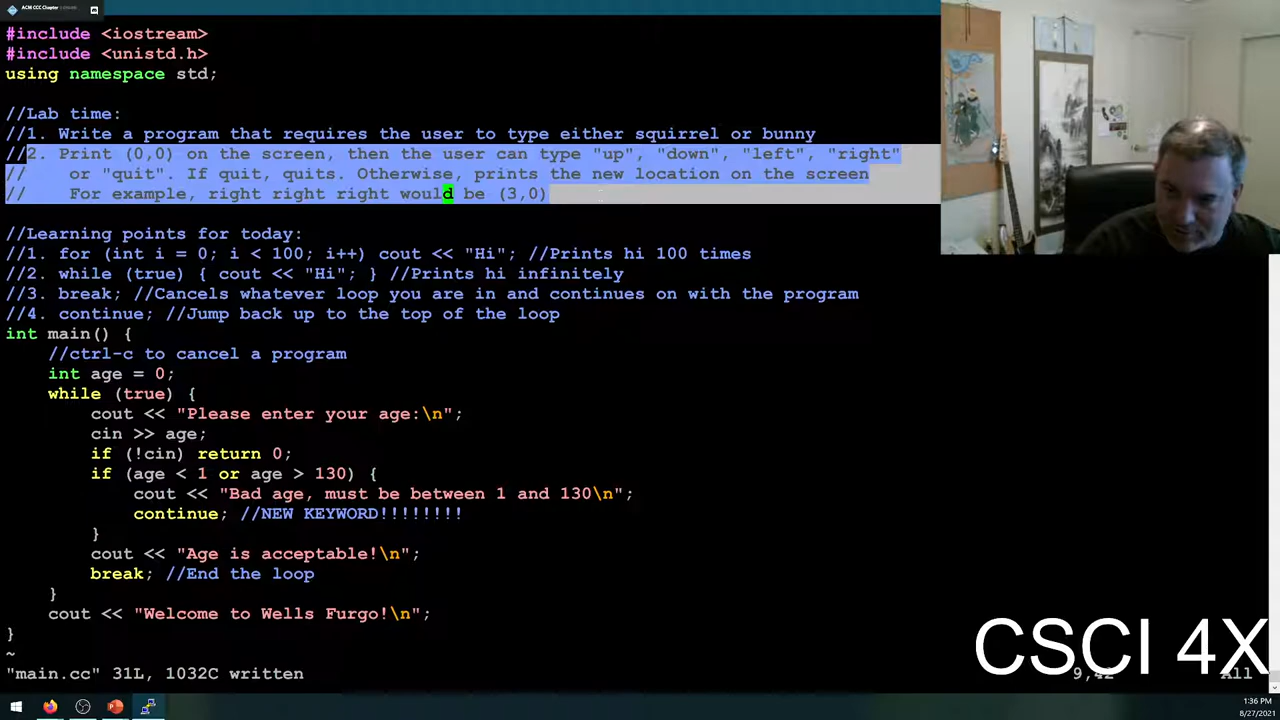 ACM CCC Chapter
#include <iostream>
#include <unistd.h>
using namespace std;
//Lab time:
//1. Write a program that requires the user to type either squirrel or bunny
//2. Print (0,0) on the screen, then the user can type "up", "down", "left", "right"
//    or "quit". If quit, quits. Otherwise, prints the new location on the screen
//    For example, right right right would be (3,0)
//Learning points for today:
//1. for (int i = 0; i < 100; i++) cout << "Hi"; //Prints hi 100 times
//2. while (true) { cout << "Hi"; } //Prints hi infinitely
//3. break; //Cancels whatever loop you are in and continues on with the program
//4. continue; //Jump back up to the top of the loop
int main() {
    //ctrl-c to cancel a program
    int age = 0;
    while (true) {
        cout << "Please enter your age:\n";
        cin >> age;
        if (!cin) return 0;
        if (age < 1 or age > 130) {
            cout << "Bad age, must be between 1 and 130\n";
            continue; //NEW KEYWORD!!!!!!!!
        }
        cout << "Age is acceptable!\n";
        break; //End the loop
    }
    cout << "Welcome to Wells Furgo!\n";
}
~
"main.cc" 31L, 1032C written
9,42
All
CSCI 4X
1:36 PM
8/27/2021